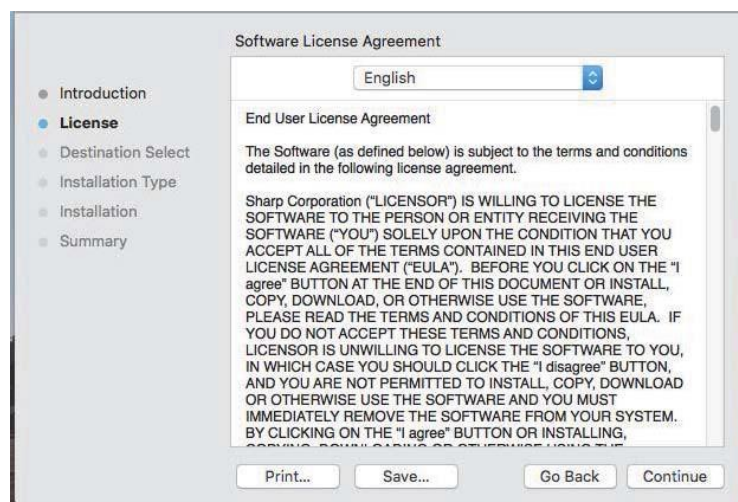 Software License Agreement
English
Introduction
License
Destination Select
Installation Type
Installation
Summary
End User License Agreement
The Software (as defined below) is subject to the terms and conditions
detailed in the following license agreement.
Sharp Corporation ("LICENSOR") IS WILLING TO LICENSE THE
SOFTWARE TO THE PERSON OR ENTITY RECEIVING THE
SOFTWARE ("YOU") SOLELY UPON THE CONDITION THAT YOU
ACCEPT ALL OF THE TERMS CONTAINED IN THIS END USER
LICENSE AGREEMENT ("EULA").  BEFORE YOU CLICK ON THE "I
agree" BUTTON AT THE END OF THIS DOCUMENT OR INSTALL,
COPY, DOWNLOAD, OR OTHERWISE USE THE SOFTWARE,
PLEASE READ THE TERMS AND CONDITIONS OF THIS EULA.  IF
YOU DO NOT ACCEPT THESE TERMS AND CONDITIONS,
LICENSOR IS UNWILLING TO LICENSE THE SOFTWARE TO YOU,
IN WHICH CASE YOU SHOULD CLICK THE "I disagree" BUTTON,
AND YOU ARE NOT PERMITTED TO INSTALL, COPY, DOWNLOAD
OR OTHERWISE USE THE SOFTWARE AND YOU MUST
IMMEDIATELY REMOVE THE SOFTWARE FROM YOUR SYSTEM.
BY CLICKING ON THE "I agree" BUTTON OR INSTALLING,
Print...
Save...
Go Back
Continue